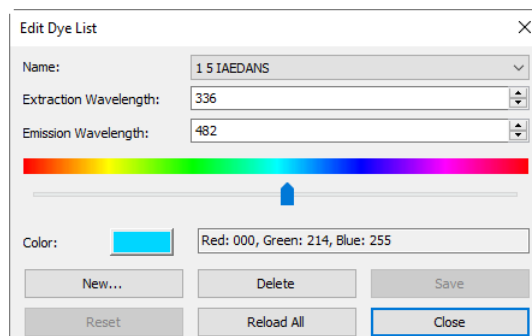 Edit Dye List
Name: 1 5 IAEDANS
Extraction Wavelength: 336
Emission Wavelength: 482
Color: Red: 000, Green: 214, Blue: 255
New... Delete Save
Reset Reload All Close